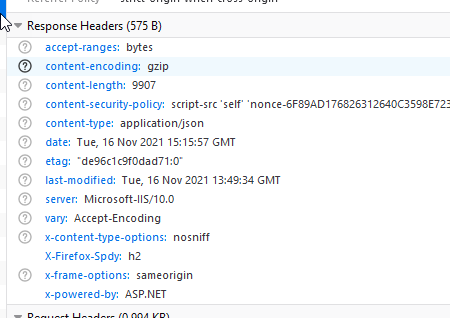 Referrer Policy strict-origin-when-cross-origin
Response Headers (575 B)
accept-ranges: bytes
content-encoding: gzip
content-length: 9907
content-security-policy: script-src 'self' 'nonce-6F89AD176826312640C3598E723
content-type: application/json
date: Tue, 16 Nov 2021 15:15:57 GMT
etag: "de96c1c9f0dad71:0"
last-modified: Tue, 16 Nov 2021 13:49:34 GMT
server: Microsoft-IIS/10.0
vary: Accept-Encoding
x-content-type-options: nosniff
X-Firefox-Spdy: h2
x-frame-options: sameorigin
x-powered-by: ASP.NET
Request Headers (0.994 KB)